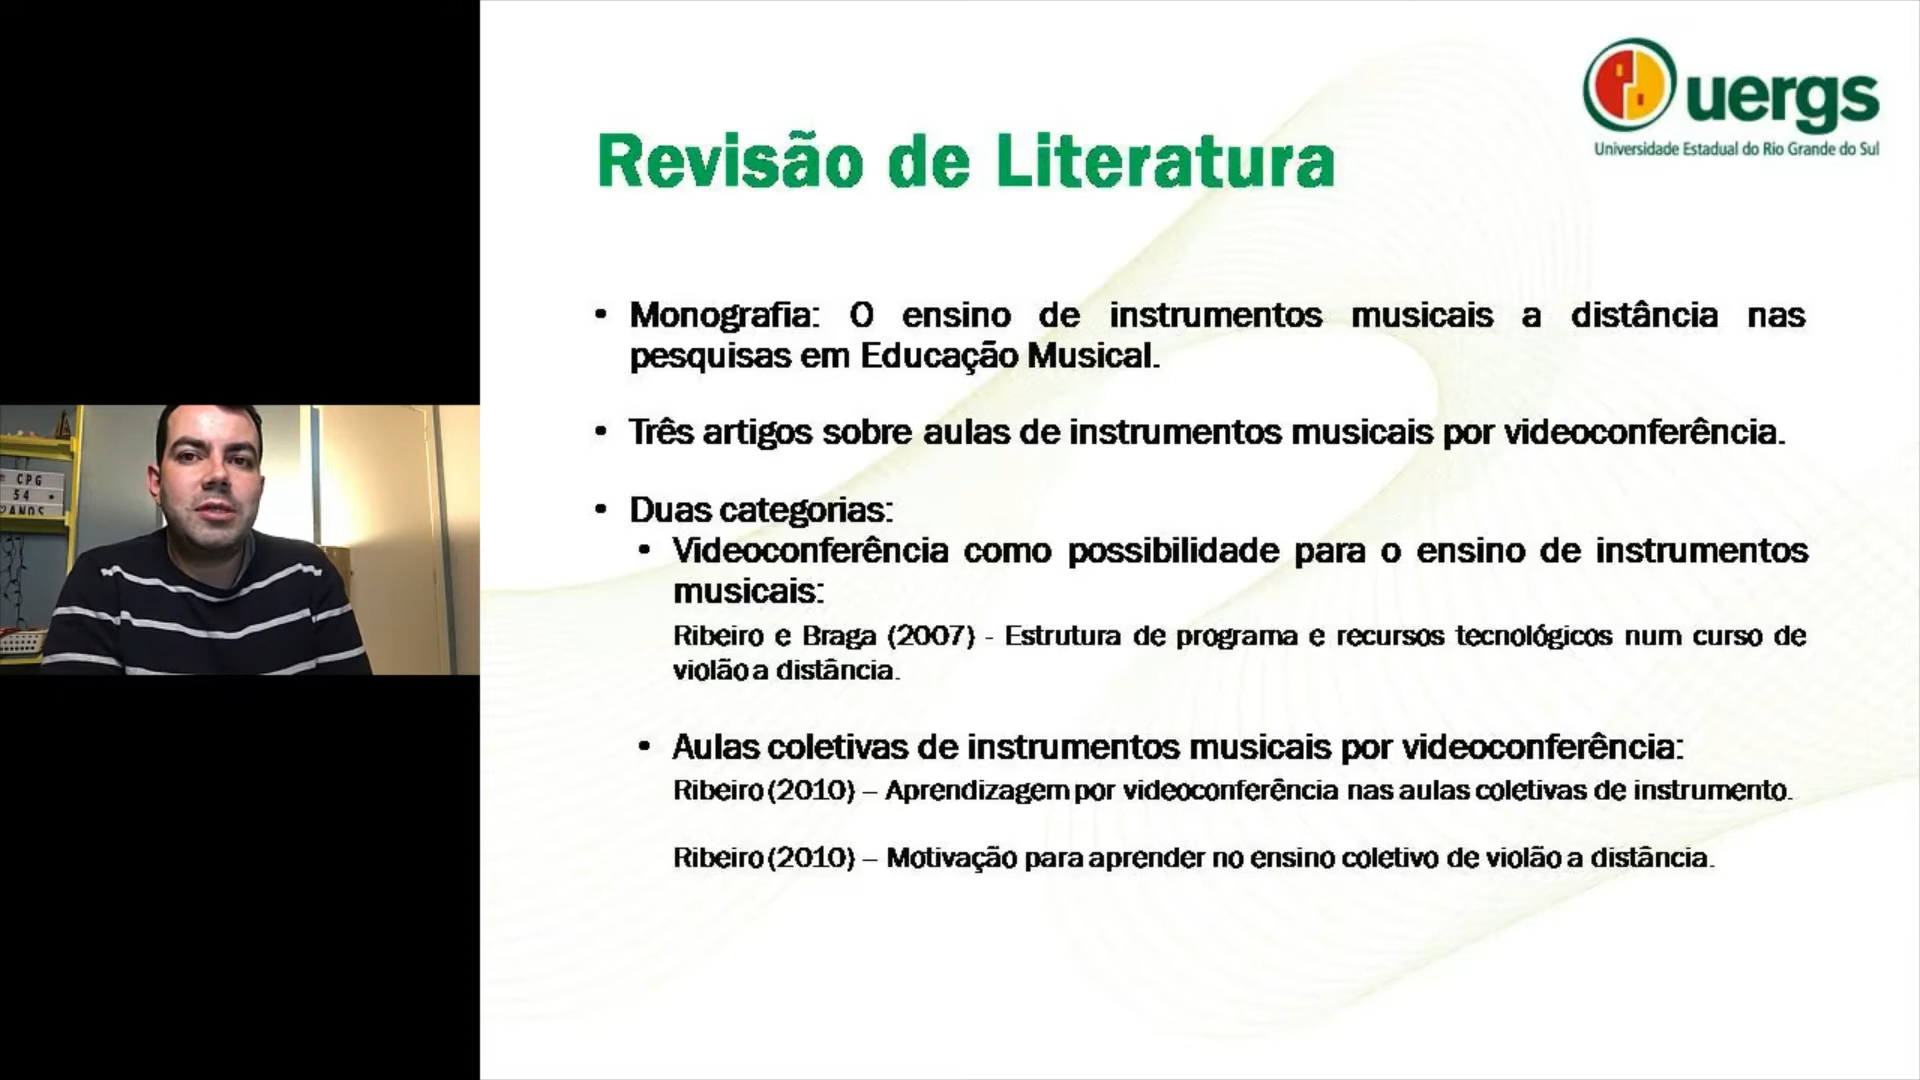 uergs
Universidade Estadual do Rio Grande do Sul
Revisão de Literatura
• Monografia: O ensino de instrumentos musicais a distância nas
pesquisas em Educação Musical.
• Três artigos sobre aulas de instrumentos musicais por videoconferência.
• Duas categorias:
• Videoconferência como possibilidade para o ensino de instrumentos
musicais:
Ribeiro e Braga (2007) - Estrutura de programa e recursos tecnológicos num curso de
violão a distância.
• Aulas coletivas de instrumentos musicais por videoconferência:
Ribeiro (2010) – Aprendizagem por videoconferência nas aulas coletivas de instrumento.
Ribeiro (2010) – Motivação para aprender no ensino coletivo de violão a distância.
CPG
54
ANOS